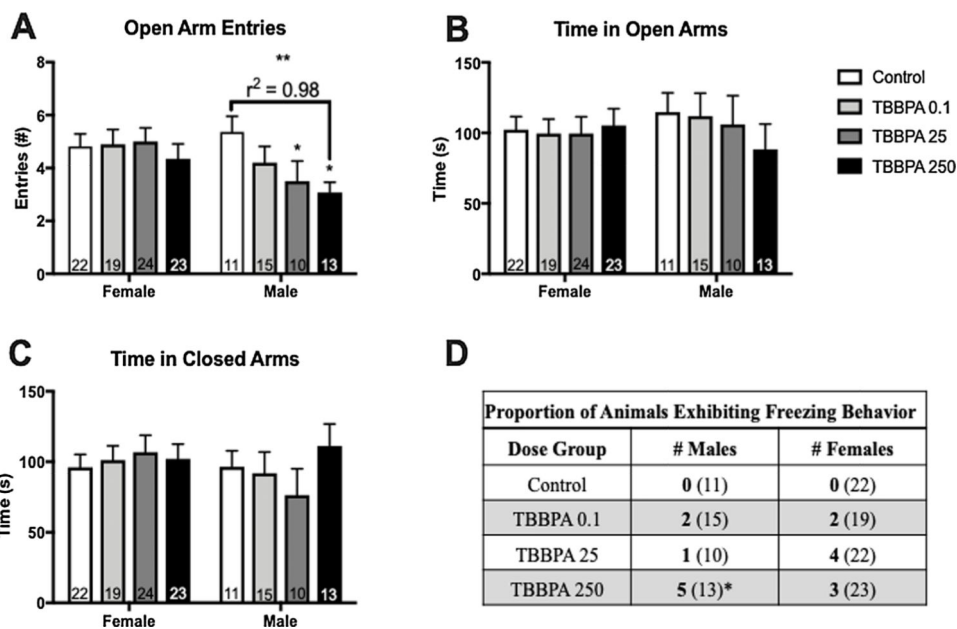 A
Open Arm Entries
**
r² = 0.98
*
*
Entries (#)
8
6
4
2
0
22 19 24 23 11 15 10 13
Female Male
B
Time in Open Arms
Time (s)
150
100
50
0
22 19 24 23 11 15 10 13
Female Male
Control
TBBPA 0.1
TBBPA 25
TBBPA 250
C
Time in Closed Arms
Time (s)
150
100
50
0
22 19 24 23 11 15 10 13
Female Male
D
Proportion of Animals Exhibiting Freezing Behavior
Dose Group # Males # Females
Control 0 (11) 0 (22)
TBBPA 0.1 2 (15) 2 (19)
TBBPA 25 1 (10) 4 (22)
TBBPA 250 5 (13)* 3 (23)